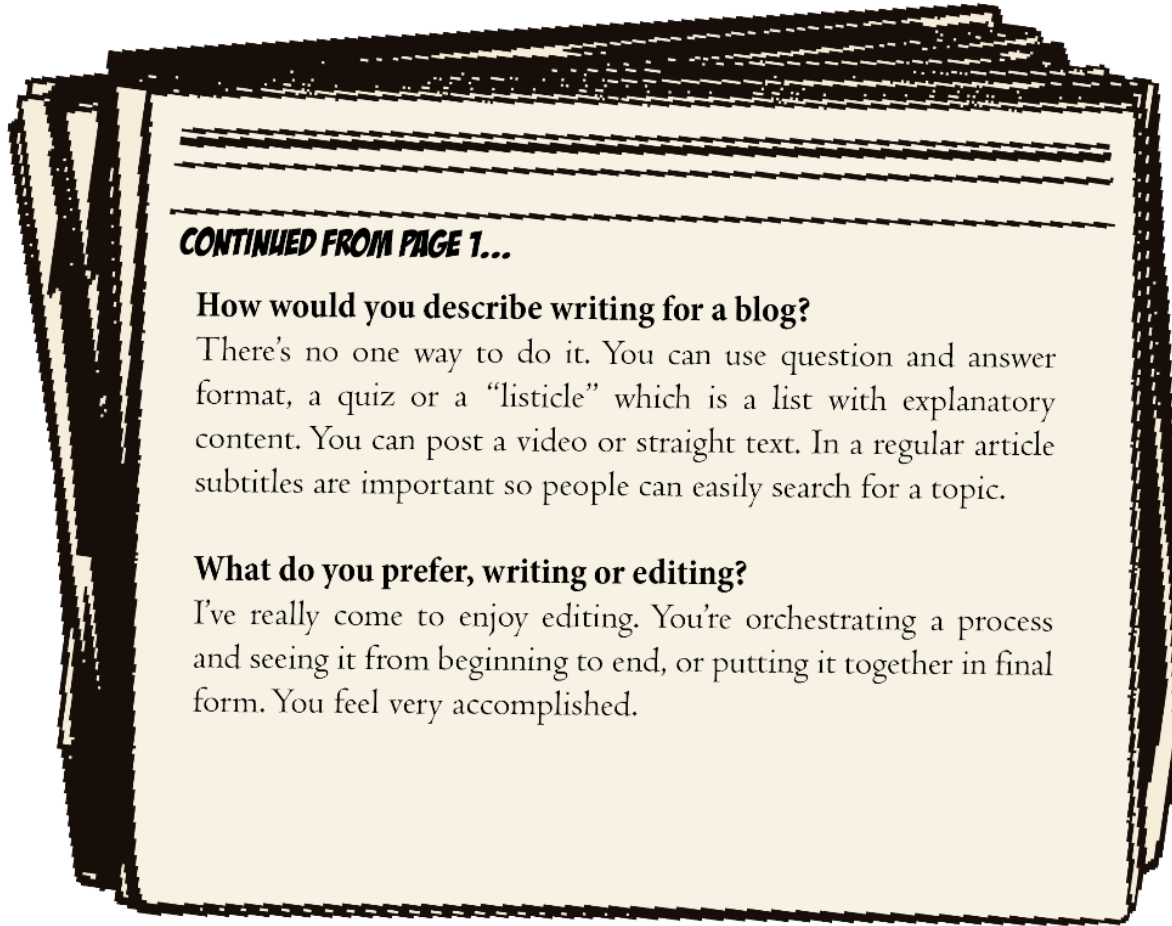 CONTINUED FROM PAGE 1...
How would you describe writing for a blog?
There’s no one way to do it. You can use question and answer
format, a quiz or a “listicle” which is a list with explanatory
content. You can post a video or straight text. In a regular article
subtitles are important so people can easily search for a topic.
What do you prefer, writing or editing?
I’ve really come to enjoy editing. You’re orchestrating a process
and seeing it from beginning to end, or putting it together in final
form. You feel very accomplished.